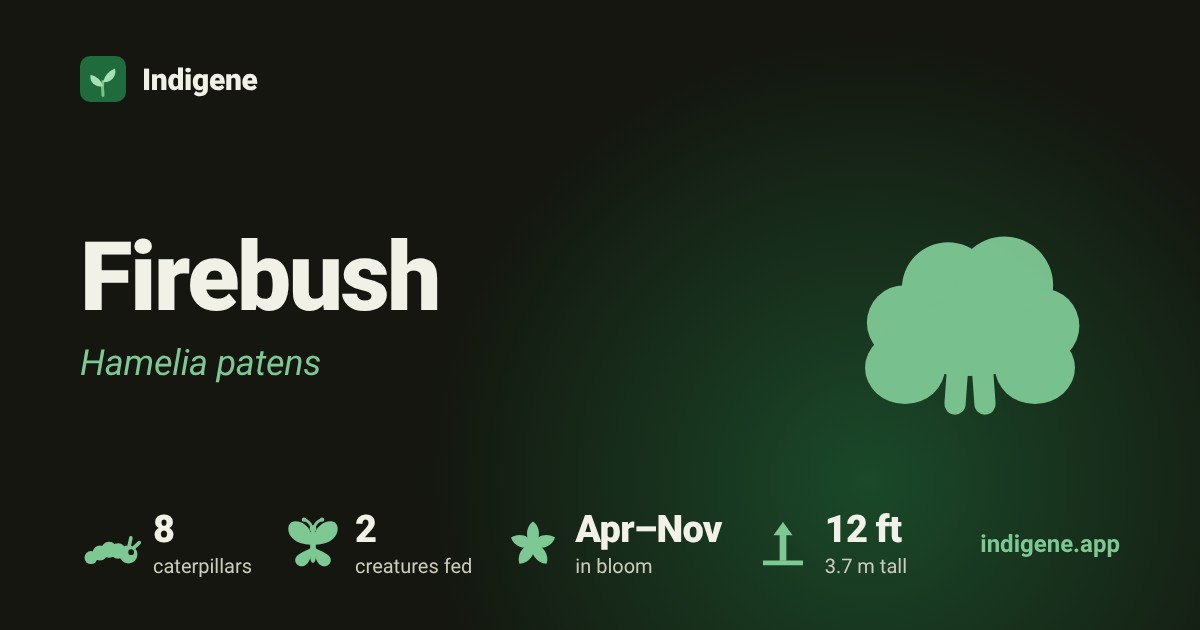 Indigene
Firebush
Hamelia patens
8
caterpillars
2
creatures fed
Apr–Nov
in bloom
12 ft
3.7 m tall
indigene.app